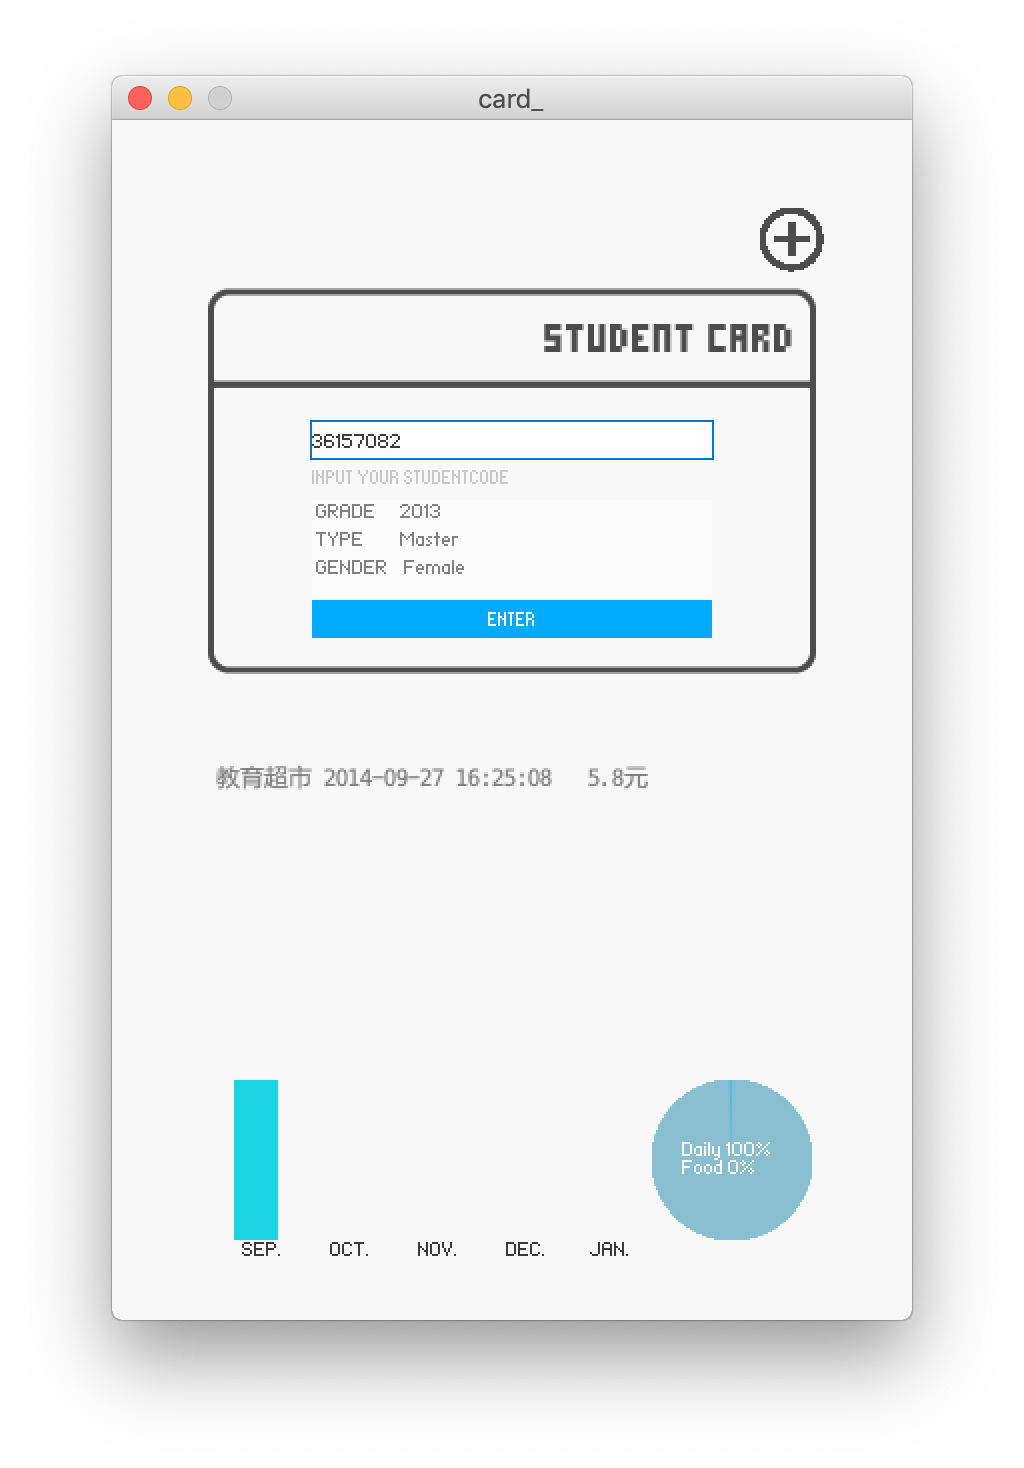 card_
STUDENT CARD
36157082
INPUT YOUR STUDENTCODE
GRADE 2013
TYPE Master
GENDER Female
ENTER
教育超市 2014-09-27 16:25:08 5.8元
Daily 100%
Food 0%
SEP. OCT. NOV. DEC. JAN.